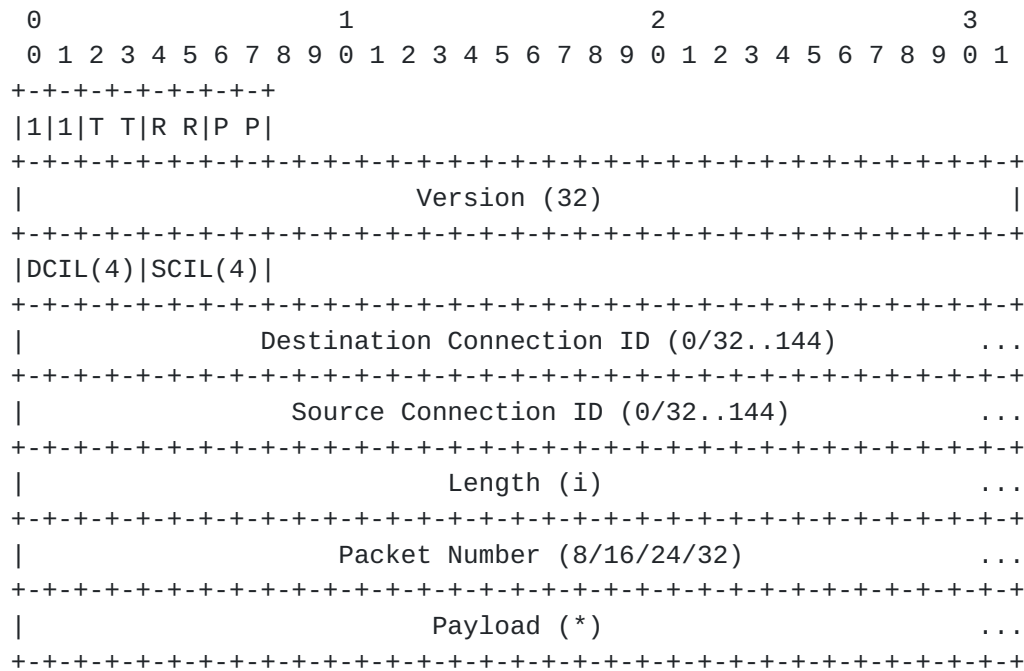 0                   1                   2                   3
 0 1 2 3 4 5 6 7 8 9 0 1 2 3 4 5 6 7 8 9 0 1 2 3 4 5 6 7 8 9 0 1
+-+-+-+-+-+-+-+-+
|1|1|T T|R R|P P|
+-+-+-+-+-+-+-+-+-+-+-+-+-+-+-+-+-+-+-+-+-+-+-+-+-+-+-+-+-+-+-+-+
|                         Version (32)                          |
+-+-+-+-+-+-+-+-+-+-+-+-+-+-+-+-+-+-+-+-+-+-+-+-+-+-+-+-+-+-+-+-+
|DCIL(4)|SCIL(4)|
+-+-+-+-+-+-+-+-+-+-+-+-+-+-+-+-+-+-+-+-+-+-+-+-+-+-+-+-+-+-+-+-+
|               Destination Connection ID (0/32..144)         ...
+-+-+-+-+-+-+-+-+-+-+-+-+-+-+-+-+-+-+-+-+-+-+-+-+-+-+-+-+-+-+-+-+
|                 Source Connection ID (0/32..144)            ...
+-+-+-+-+-+-+-+-+-+-+-+-+-+-+-+-+-+-+-+-+-+-+-+-+-+-+-+-+-+-+-+-+
|                           Length (i)                        ...
+-+-+-+-+-+-+-+-+-+-+-+-+-+-+-+-+-+-+-+-+-+-+-+-+-+-+-+-+-+-+-+-+
|                    Packet Number (8/16/24/32)               ...
+-+-+-+-+-+-+-+-+-+-+-+-+-+-+-+-+-+-+-+-+-+-+-+-+-+-+-+-+-+-+-+-+
|                          Payload (*)                        ...
+-+-+-+-+-+-+-+-+-+-+-+-+-+-+-+-+-+-+-+-+-+-+-+-+-+-+-+-+-+-+-+-+